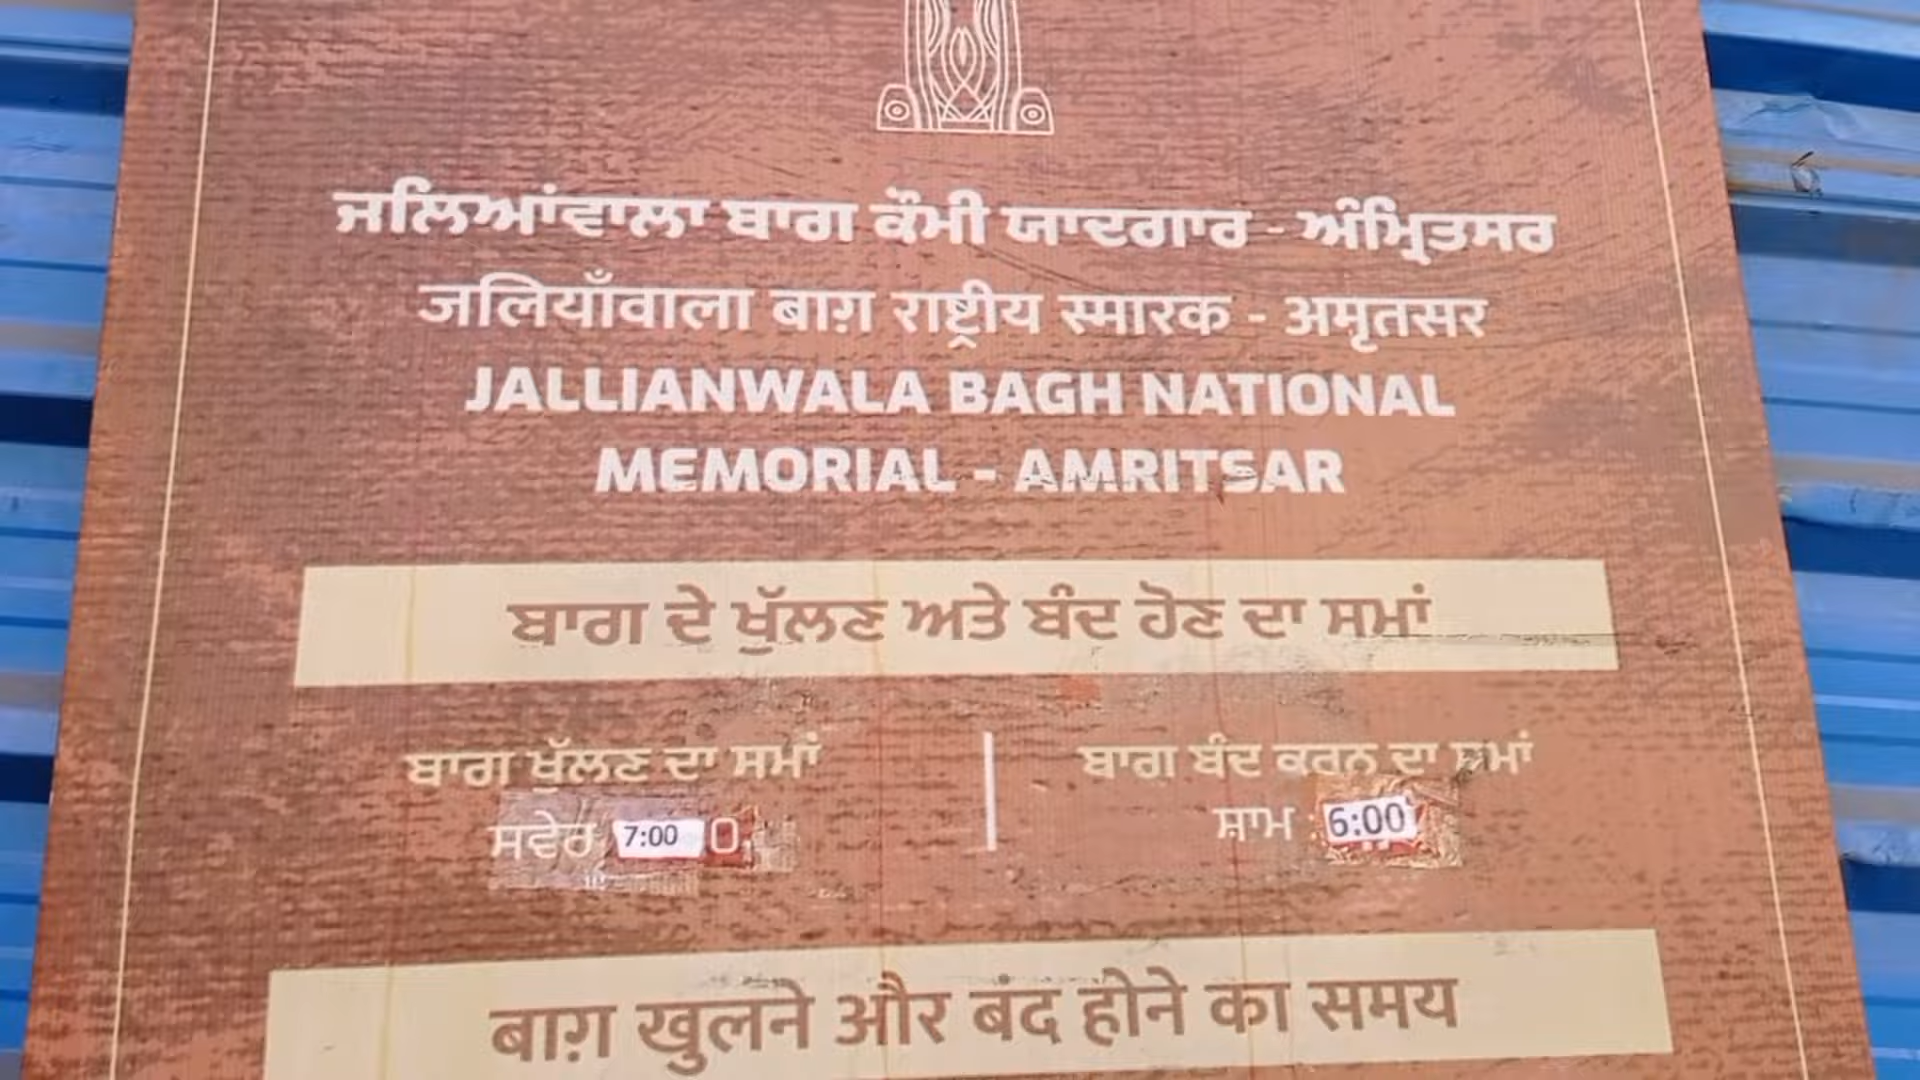 ਜਲਿਆਂਵਾਲਾ ਬਾਗ ਕੌਮੀ ਯਾਦਗਾਰ - ਅੰਮ੍ਰਿਤਸਰ
जलियाँवाला बाग़ राष्ट्रीय स्मारक - अमृतसर
JALLIANWALA BAGH NATIONAL
MEMORIAL - AMRITSAR
ਬਾਗ ਦੇ ਖੁੱਲਣ ਅਤੇ ਬੰਦ ਹੋਣ ਦਾ ਸਮਾਂ
ਬਾਗ ਖੁੱਲਣ ਦਾ ਸਮਾਂ
ਸਵੇਰ 7:00 0
ਬਾਗ ਬੰਦ ਕਰਨ ਦਾ ਸਮਾਂ
ਸ਼ਾਮ 6:00
बाग़ खुलने और बंद होने का समय